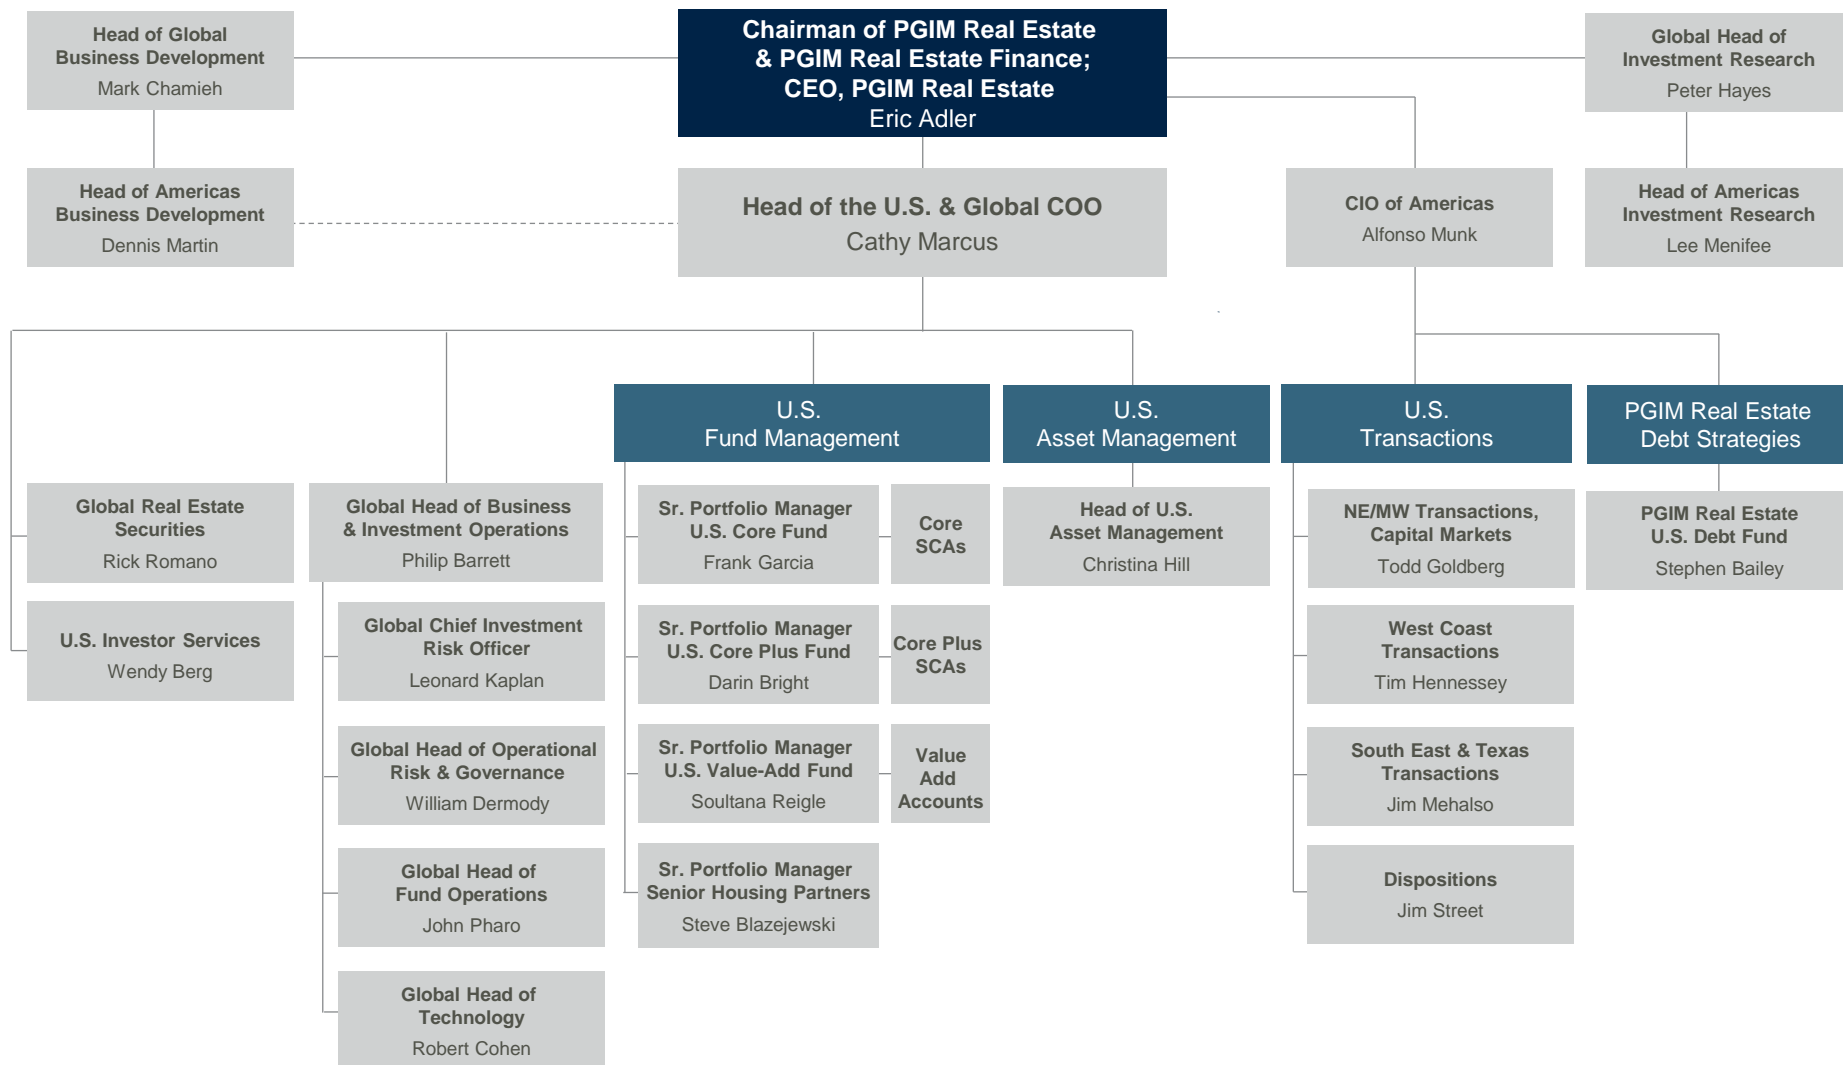 Head of Global
Business Development
Mark Chamieh
Chairman of PGIM Real Estate
& PGIM Real Estate Finance;
CEO, PGIM Real Estate
Eric Adler
Global Head of
Investment Research
Peter Hayes
Head of Americas
Business Development
Dennis Martin
Head of the U.S. & Global COO
Cathy Marcus
CIO of Americas
Alfonso Munk
Head of Americas
Investment Research
Lee Menifee
U.S.
Fund Management
U.S.
Asset Management
U.S.
Transactions
PGIM Real Estate
Debt Strategies
Global Real Estate
Securities
Rick Romano
U.S. Investor Services
Wendy Berg
Global Head of Business
& Investment Operations
Philip Barrett
Global Chief Investment
Risk Officer
Leonard Kaplan
Global Head of Operational
Risk & Governance
William Dermody
Global Head of
Fund Operations
John Pharo
Global Head of
Technology
Robert Cohen
Sr. Portfolio Manager
U.S. Core Fund
Frank Garcia
Core
SCAs
Sr. Portfolio Manager
U.S. Core Plus Fund
Darin Bright
Core Plus
SCAs
Sr. Portfolio Manager
U.S. Value-Add Fund
Soultana Reigle
Value
Add
Accounts
Sr. Portfolio Manager
Senior Housing Partners
Steve Blazejewski
Head of U.S.
Asset Management
Christina Hill
NE/MW Transactions,
Capital Markets
Todd Goldberg
West Coast
Transactions
Tim Hennessey
South East & Texas
Transactions
Jim Mehalso
Dispositions
Jim Street
PGIM Real Estate
U.S. Debt Fund
Stephen Bailey